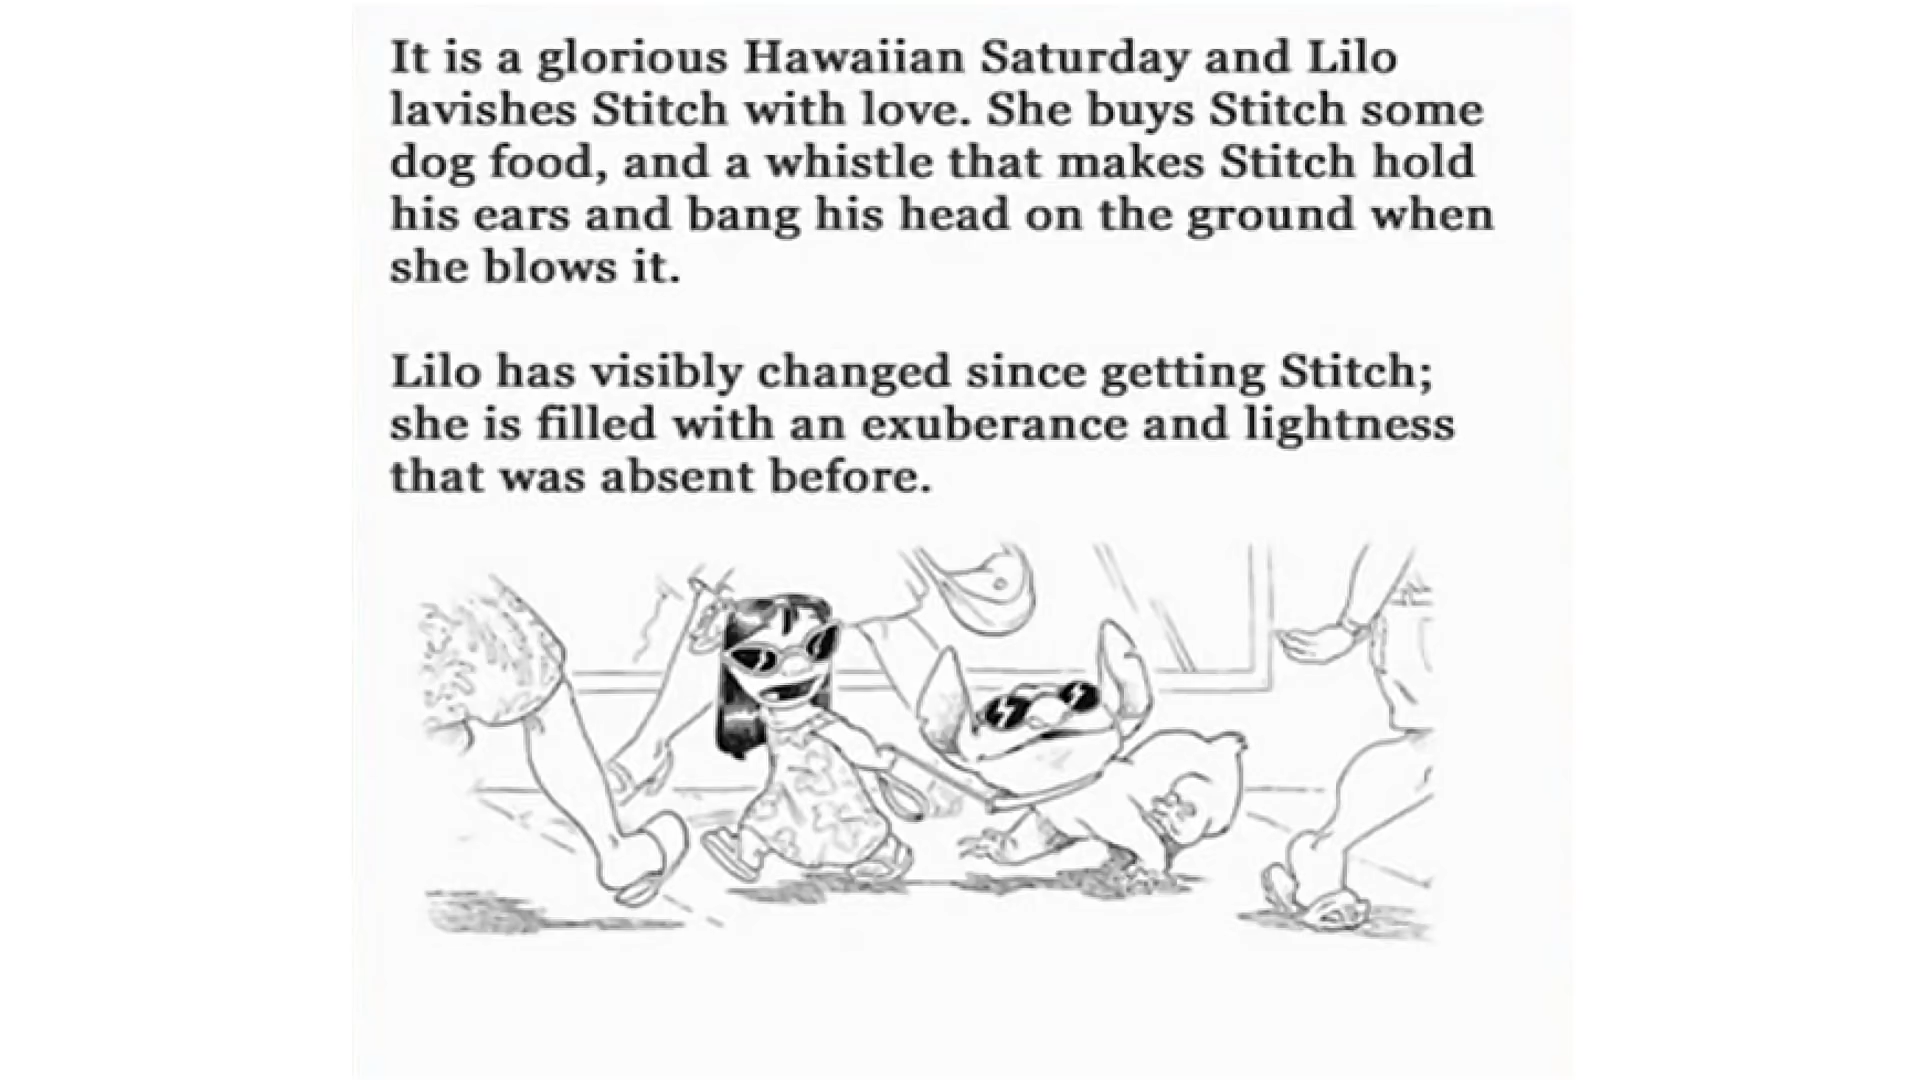 It is a glorious Hawaiian Saturday and Lilo
lavishes Stitch with love. She buys Stitch some
dog food, and a whistle that makes Stitch hold
his ears and bang his head on the ground when
she blows it.
Lilo has visibly changed since getting Stitch;
she is filled with an exuberance and lightness
that was absent before.